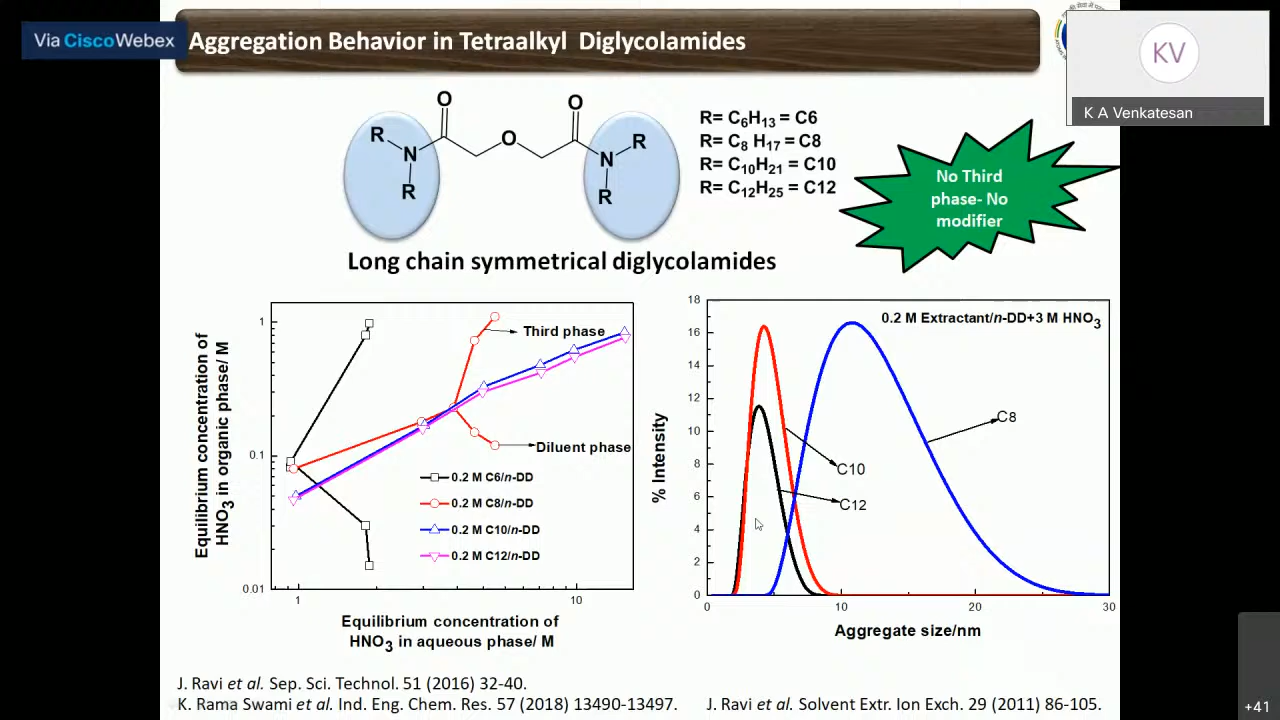 Via CiscoWebex
Aggregation Behavior in Tetraalkyl Diglycolamides
KV
K A Venkatesan
O
O
R
N
O
N
R
R
R
R= C6H13 = C6
R= C8 H17 = C8
R= C10H21 = C10
R= C12H25 = C12
No Third
phase- No
modifier
Long chain symmetrical diglycolamides
Equilibrium concentration of
HNO3 in organic phase/ M
1
0.1
0.01
Third phase
Diluent phase
0.2 M C6/n-DD
0.2 M C8/n-DD
0.2 M C10/n-DD
0.2 M C12/n-DD
1
10
Equilibrium concentration of
HNO3 in aqueous phase/ M
% Intensity
18
16
14
12
10
8
6
4
2
0
0.2 M Extractant/n-DD+3 M HNO3
C8
C10
C12
0
10
20
30
Aggregate size/nm
J. Ravi et al. Sep. Sci. Technol. 51 (2016) 32-40.
K. Rama Swami et al. Ind. Eng. Chem. Res. 57 (2018) 13490-13497.
J. Ravi et al. Solvent Extr. Ion Exch. 29 (2011) 86-105.
+41